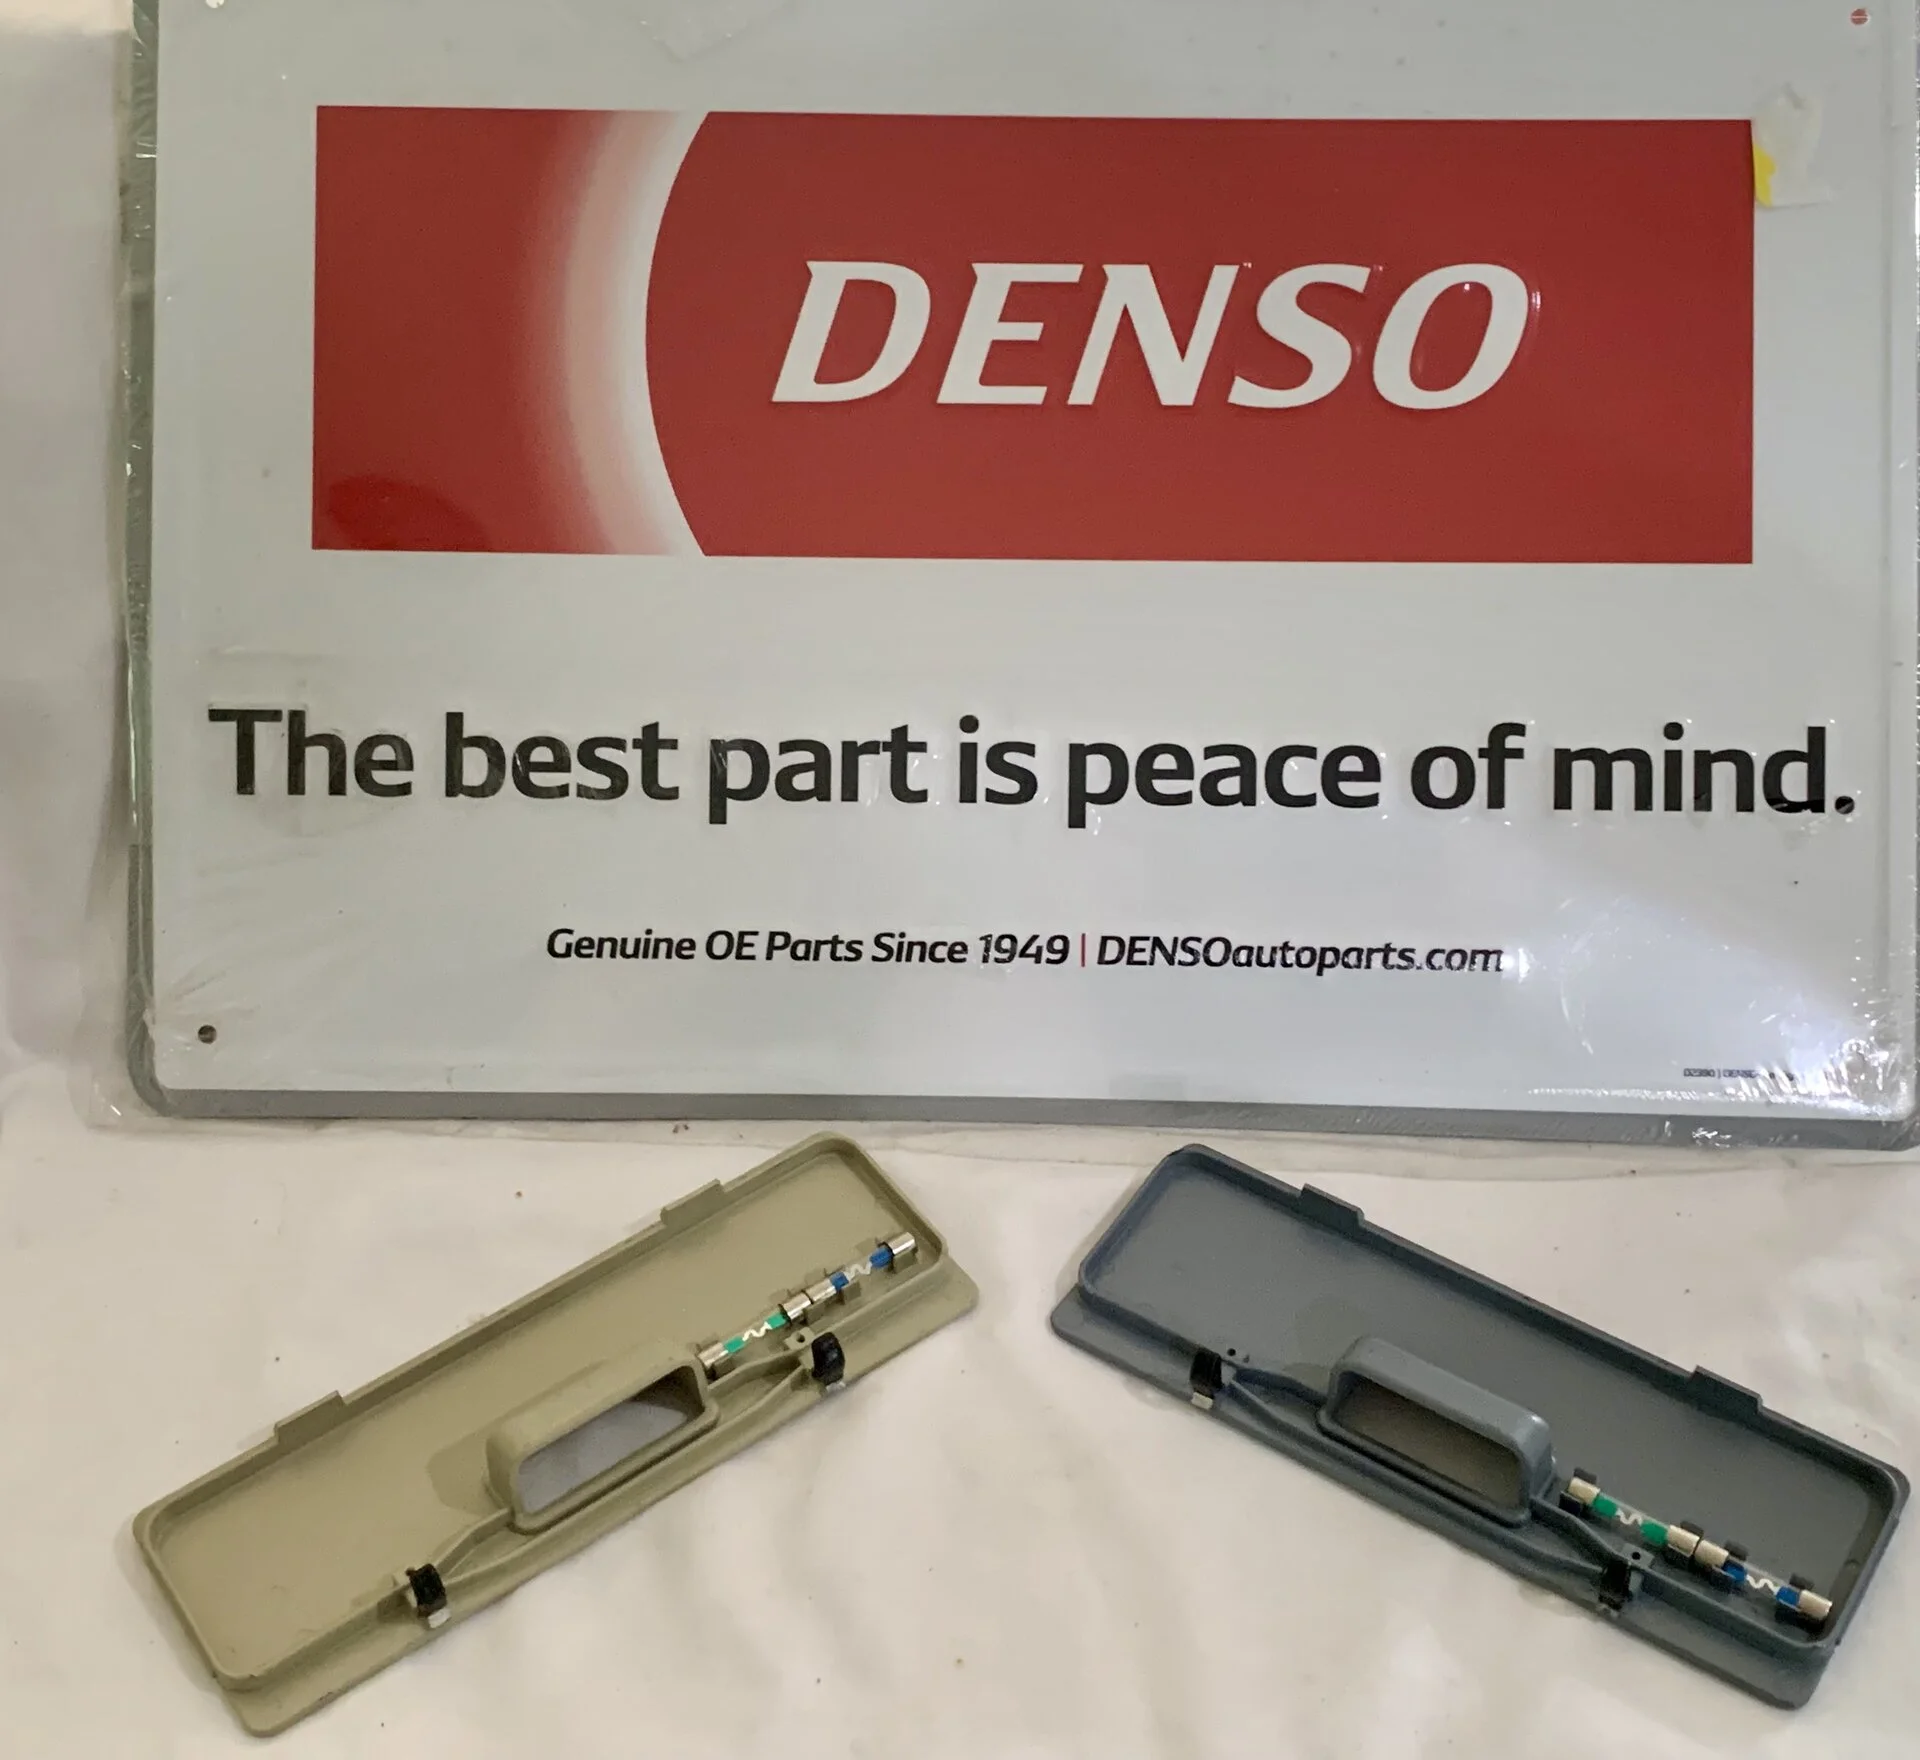 DENSO
The best part is peace of mind.
Genuine OE Parts Since 1949 | DENSOautoparts.com